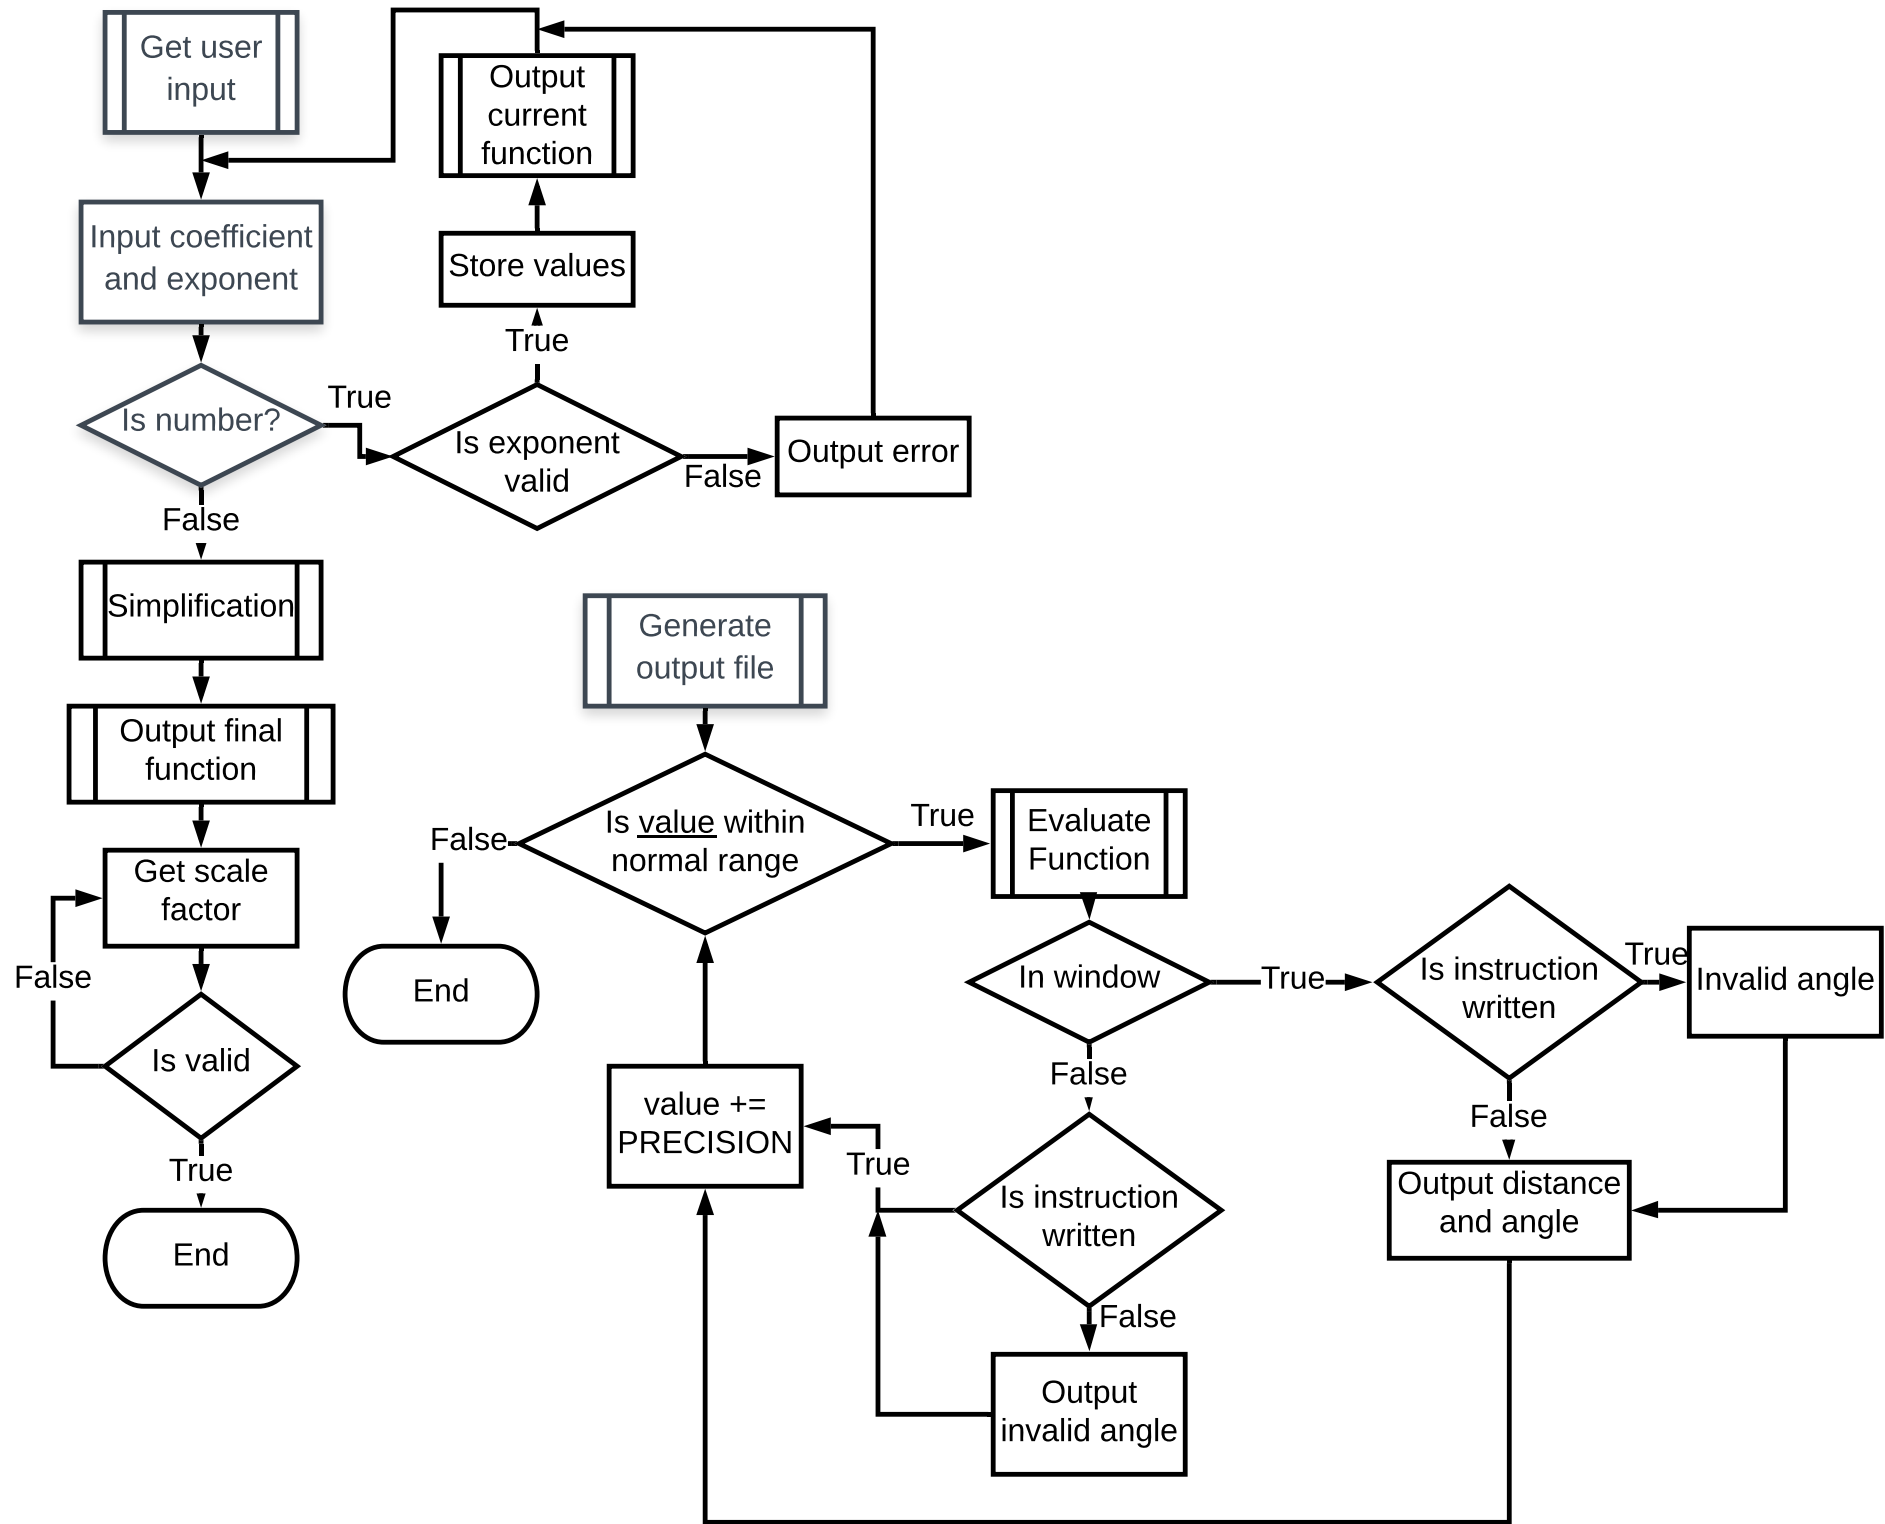 Get user
input
Output
current
function
Input coefficient
and exponent
Store values
True
Is number?
True
Is exponent
valid
False
Output error
False
Simplification
Output final
function
Get scale
factor
False
Is valid
True
End
Generate
output file
Is value within
normal range
False
End
True
Evaluate
Function
In window
True
Is instruction
written
True
Invalid angle
False
Output distance
and angle
False
value +=
PRECISION
True
Is instruction
written
False
Output
invalid angle